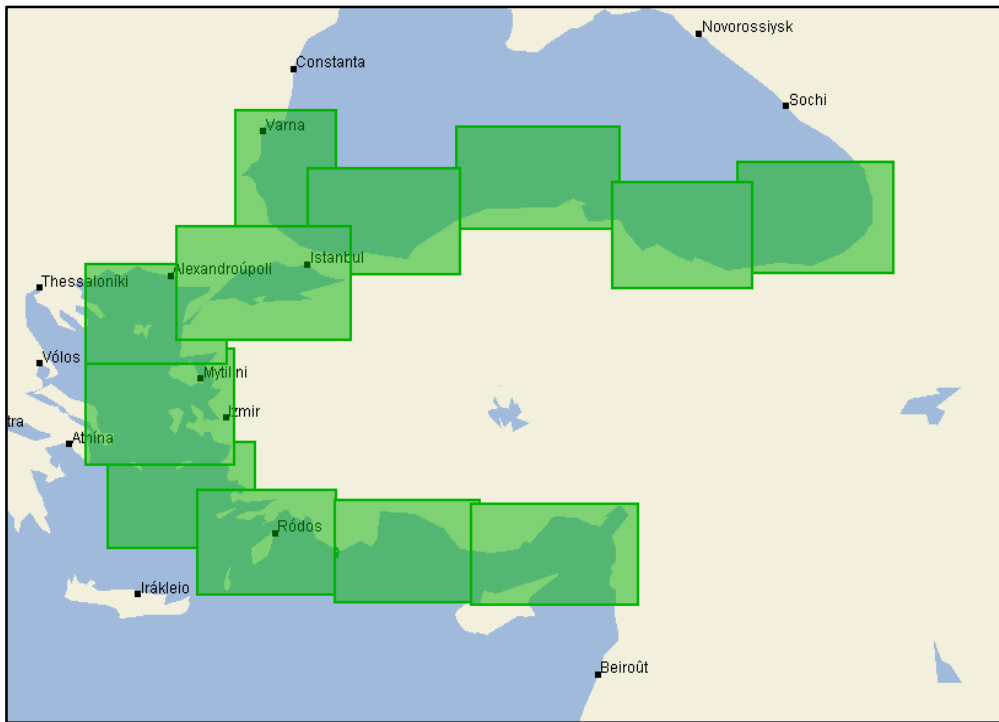 Novorossiysk
Constanta
Sochi
Varna
Istanbul
Alexandroúpoli
Thessaloníki
Vólos
Mytilini
Izmir
tra
Athína
Ródos
Irákleio
Beiroût